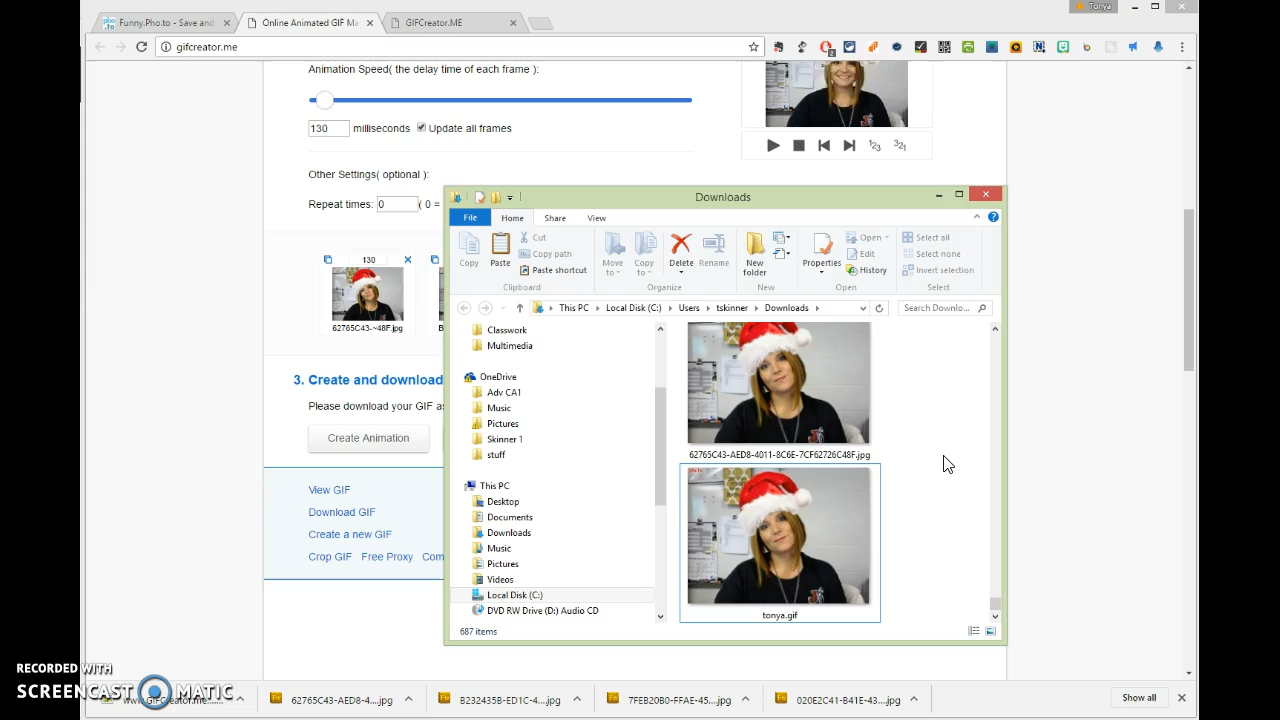 Tonya
Funny.Pho.to - Save and
Online Animated GIF Ma
GIFCreator.ME
gifcreator.me
Animation Speed( the delay time of each frame ):
130 milliseconds Update all frames
Other Settings( optional ):
Repeat times: 0 ( 0 =
130
62765C43-~48F.jpg
B
3. Create and download
Please download your GIF as
Create Animation
View GIF
Download GIF
Create a new GIF
Crop GIF Free Proxy Com
Downloads
File Home Share View
Copy
Paste
Cut
Copy path
Paste shortcut
Clipboard
Move to
Copy to
Delete
Rename
Organize
New folder
New
Properties
Open
Edit
History
Open
Select all
Select none
Invert selection
Select
This PC Local Disk (C:) Users tskinner Downloads
Search Downlo...
Classwork
Multimedia
OneDrive
Adv CA1
Music
Pictures
Skinner 1
stuff
This PC
Desktop
Documents
Downloads
Music
Pictures
Videos
Local Disk (C:)
DVD RW Drive (D:) Audio CD
62765C43-AED8-4011-8C6E-7CF62726C48F.jpg
tonya.gif
687 items
RECORDED WITH
SCREENCAST MATIC
www.GIFCreator.me....
62765C43-AED8-4....jpg
B232435B-ED1C-4....jpg
7FEB20B0-FFAE-45....jpg
020E2C41-B41E-43....jpg
Show all